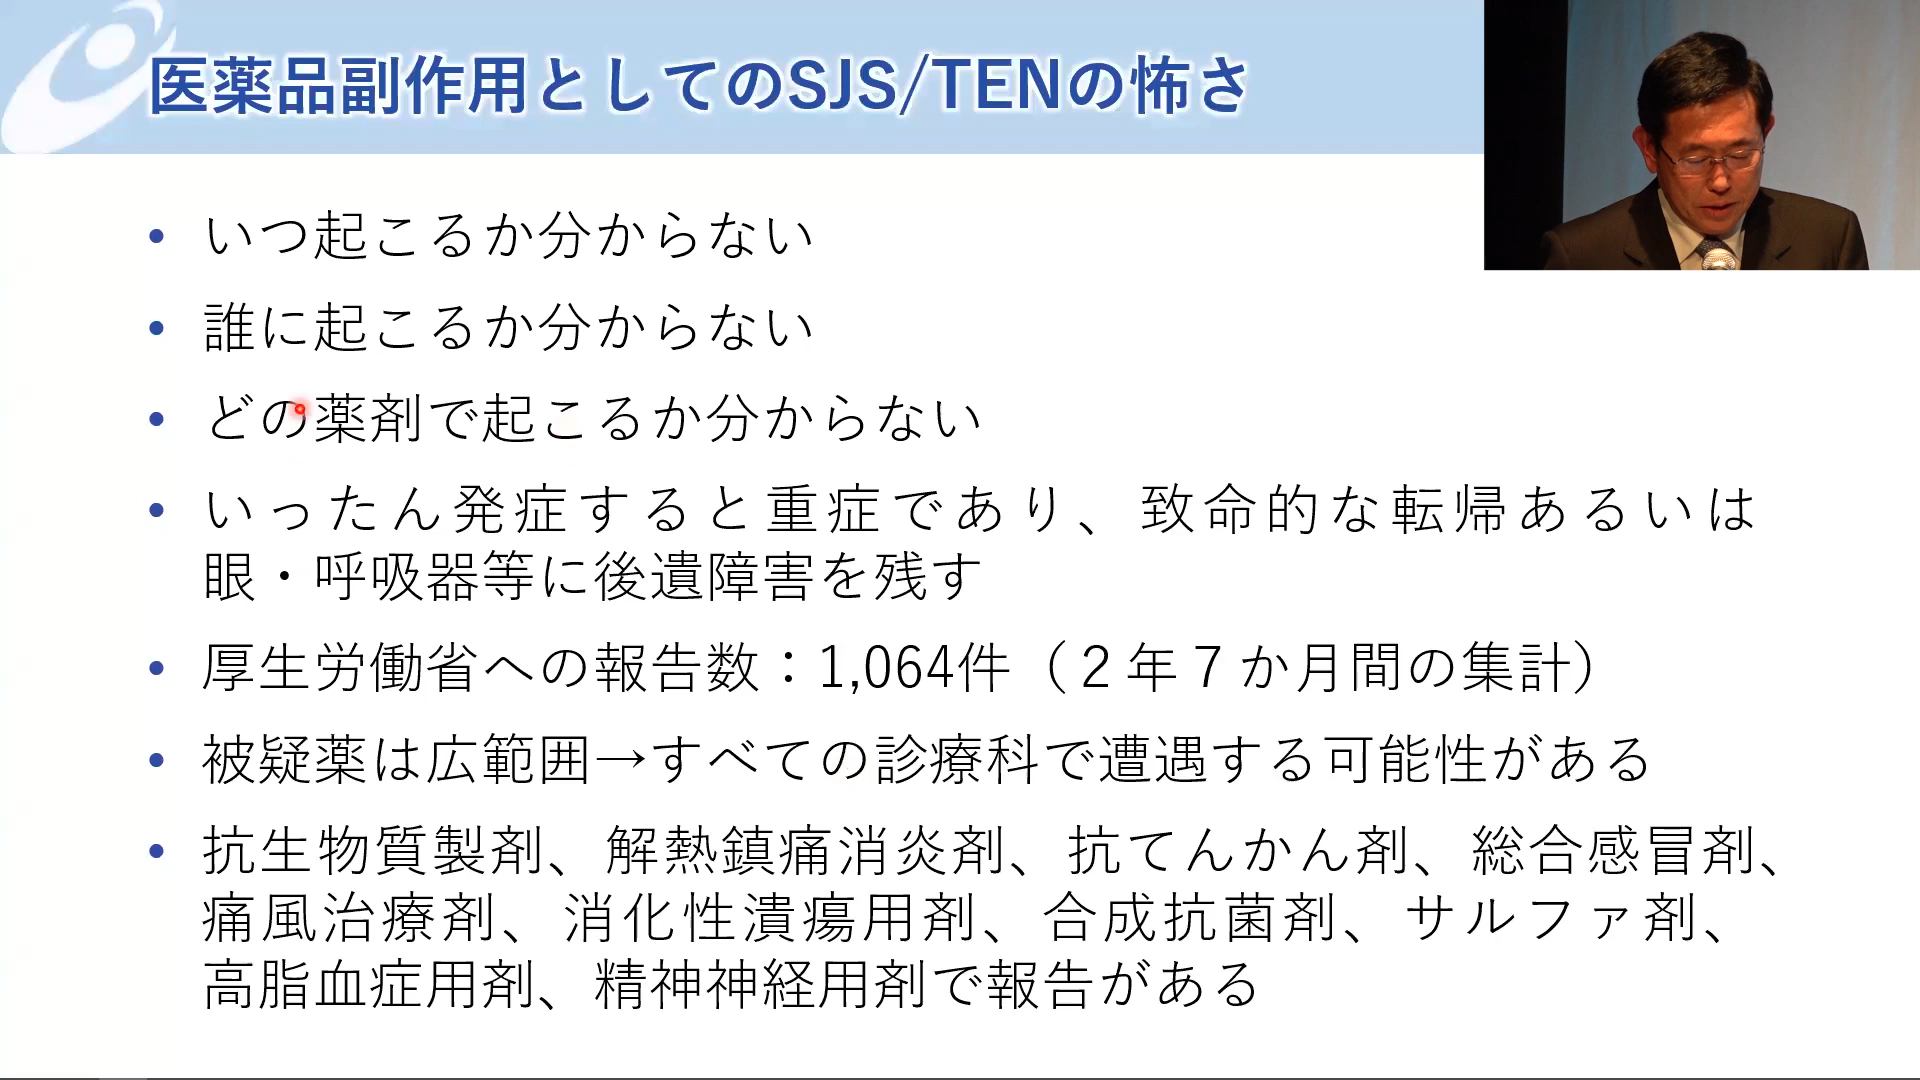 医薬品副作用としてのSJS/TENの怖さ
• いつ起こるか分からない
• 誰に起こるか分からない
• どの薬剤で起こるか分からない
• いったん発症すると重症であり、致命的な転帰あるいは
眼・呼吸器等に後遺障害を残す
• 厚生労働省への報告数：1,064件（２年７か月間の集計）
• 被疑薬は広範囲→すべての診療科で遭遇する可能性がある
• 抗生物質製剤、解熱鎮痛消炎剤、抗てんかん剤、総合感冒剤、
痛風治療剤、消化性潰瘍用剤、合成抗菌剤、サルファ剤、
高脂血症用剤、精神神経用剤で報告がある